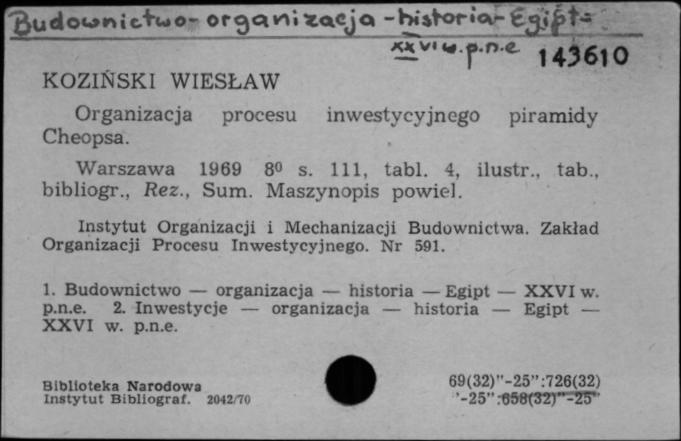 Budownictwo - organizacja - historia - Egipt =
XXVI w. p.n.e
143610
KOZIŃSKI WIESŁAW
Organizacja procesu inwestycyjnego piramidy
Cheopsa.
Warszawa 1969 8⁰ s. 111, tabl. 4, ilustr., tab.,
bibliogr., Rez., Sum. Maszynopis powiel.
Instytut Organizacji i Mechanizacji Budownictwa. Zakład
Organizacji Procesu Inwestycyjnego. Nr 591.
1. Budownictwo — organizacja — historia — Egipt — XXVI w.
p.n.e. 2. Inwestycje — organizacja — historia — Egipt —
XXVI w. p.n.e.
Biblioteka Narodowa
Instytut Bibliograf. 2042/70
69(32)"-25":726(32)
"-25":658(32)"-25"